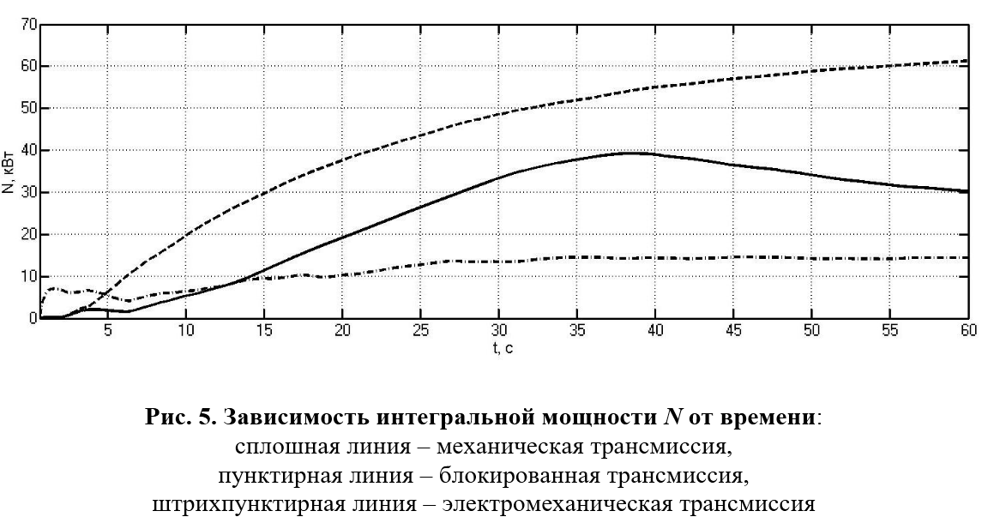 70
60
50
40
30
20
10
0
N, кВт
5 10 15 20 25 30 35 40 45 50 55 60
t, с
Рис. 5. Зависимость интегральной мощности N от времени:
сплошная линия – механическая трансмиссия,
пунктирная линия – блокированная трансмиссия,
штрихпунктирная линия – электромеханическая трансмиссия